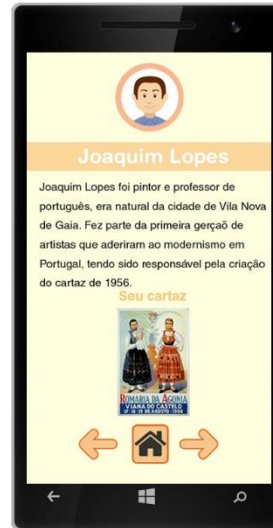 Joaquim Lopes
Joaquim Lopes foi pintor e professor de
português, era natural da cidade de Vila Nova
de Gaia. Fez parte da primeira gerçaõ de
artistas que aderiram ao modernismo em
Portugal, tendo sido responsável pela criação
do cartaz de 1956.
Seu cartaz
ROMARIA DA AGONIA
VIANA DO CASTELO